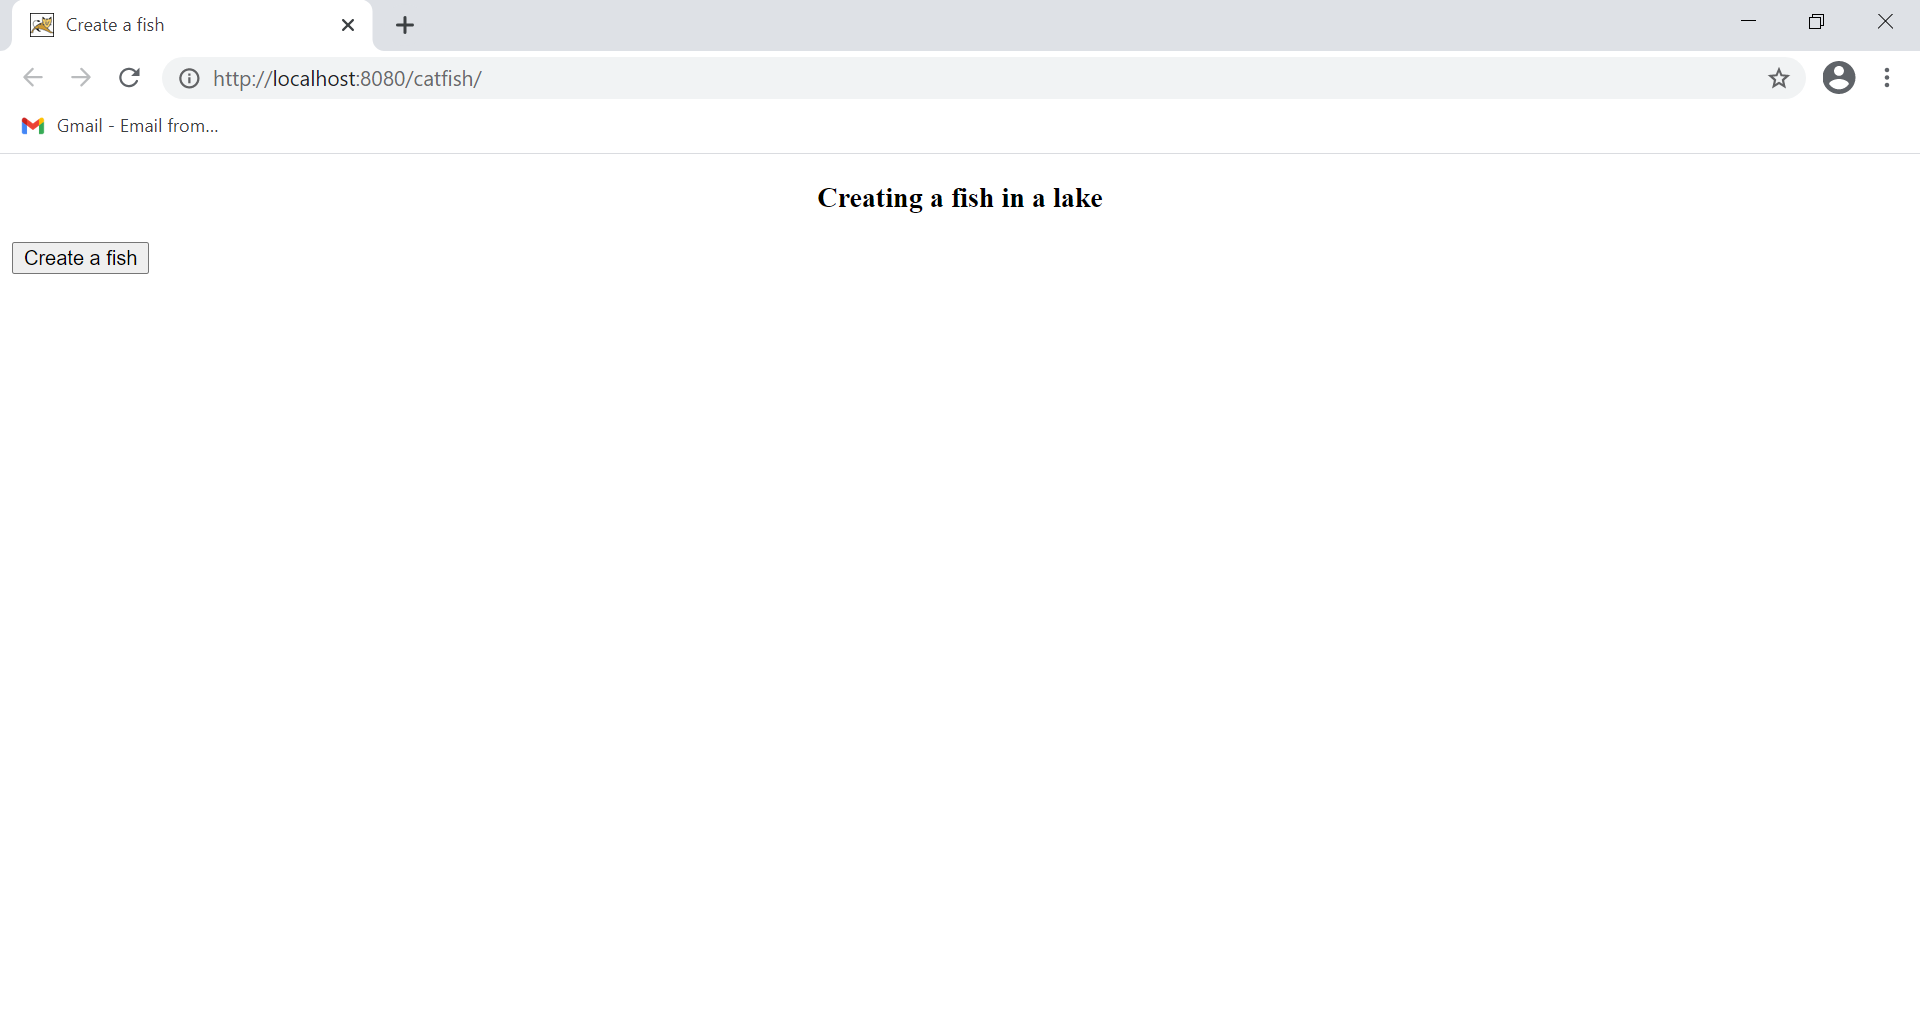 Create a fish
http://localhost:8080/catfish/
Gmail - Email from...
Creating a fish in a lake
Create a fish